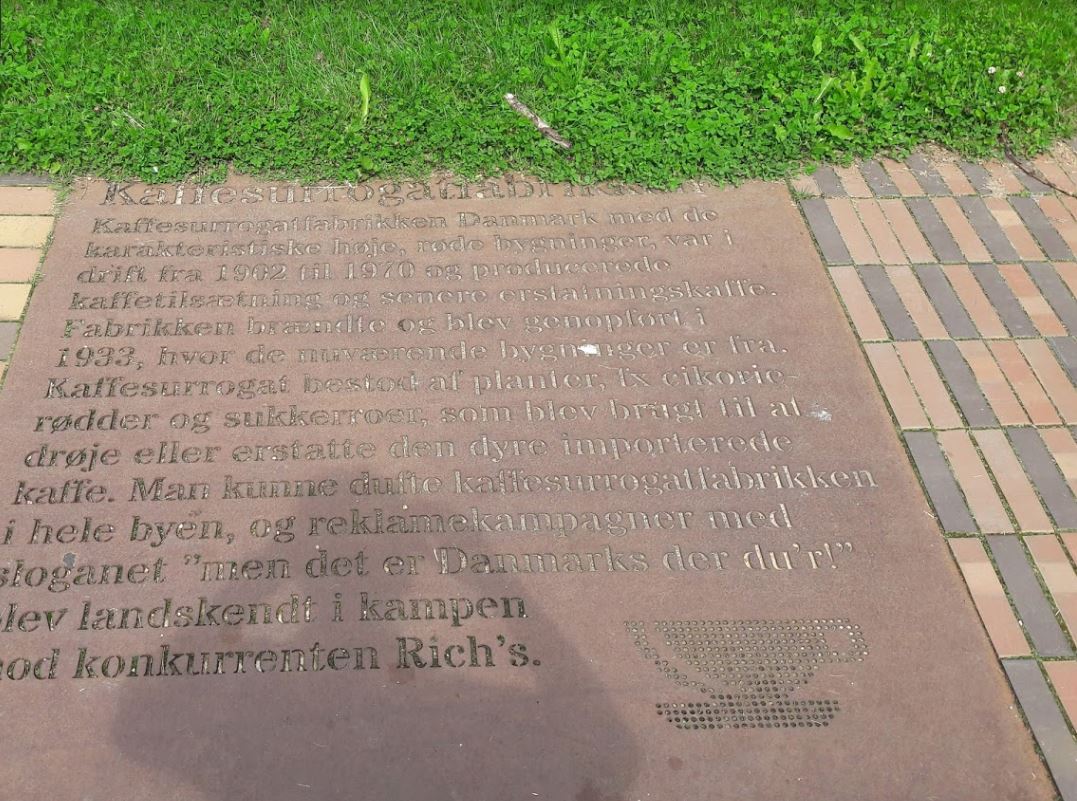 Kaffesurrogatfabrikken
Kaffesurrogatfabrikken Danmark med de
karakteristiske høje, røde bygninger, var i
drift fra 1902 til 1970 og producerede
kaffetilsætning og senere erstatningskaffe.
Fabrikken brændte og blev genopført i
1933, hvor de nuværende bygninger er fra.
Kaffesurrogat bestod af planter, fx cikorie-
rødder og sukkerroer, som blev brugt til at
drøje eller erstatte den dyre importerede
kaffe. Man kunne dufte kaffesurrogatfabrikken
i hele byen, og reklamekampagner med
sloganet "men det er Danmarks der du'r!"
blev landskendt i kampen
mod konkurrenten Rich's.